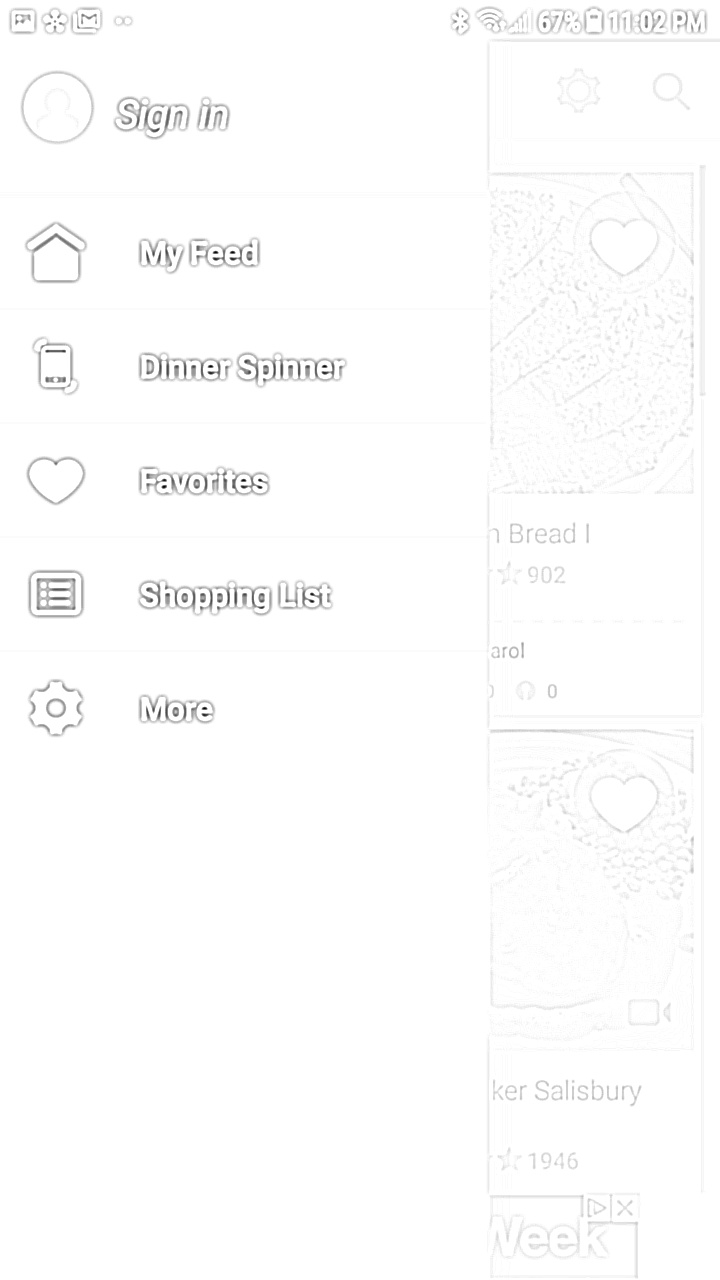 67% 11:02 PM
Sign in
My Feed
Dinner Spinner
Favorites
Shopping List
More
Bread I
902
arol
0
ker Salisbury
1946
Week